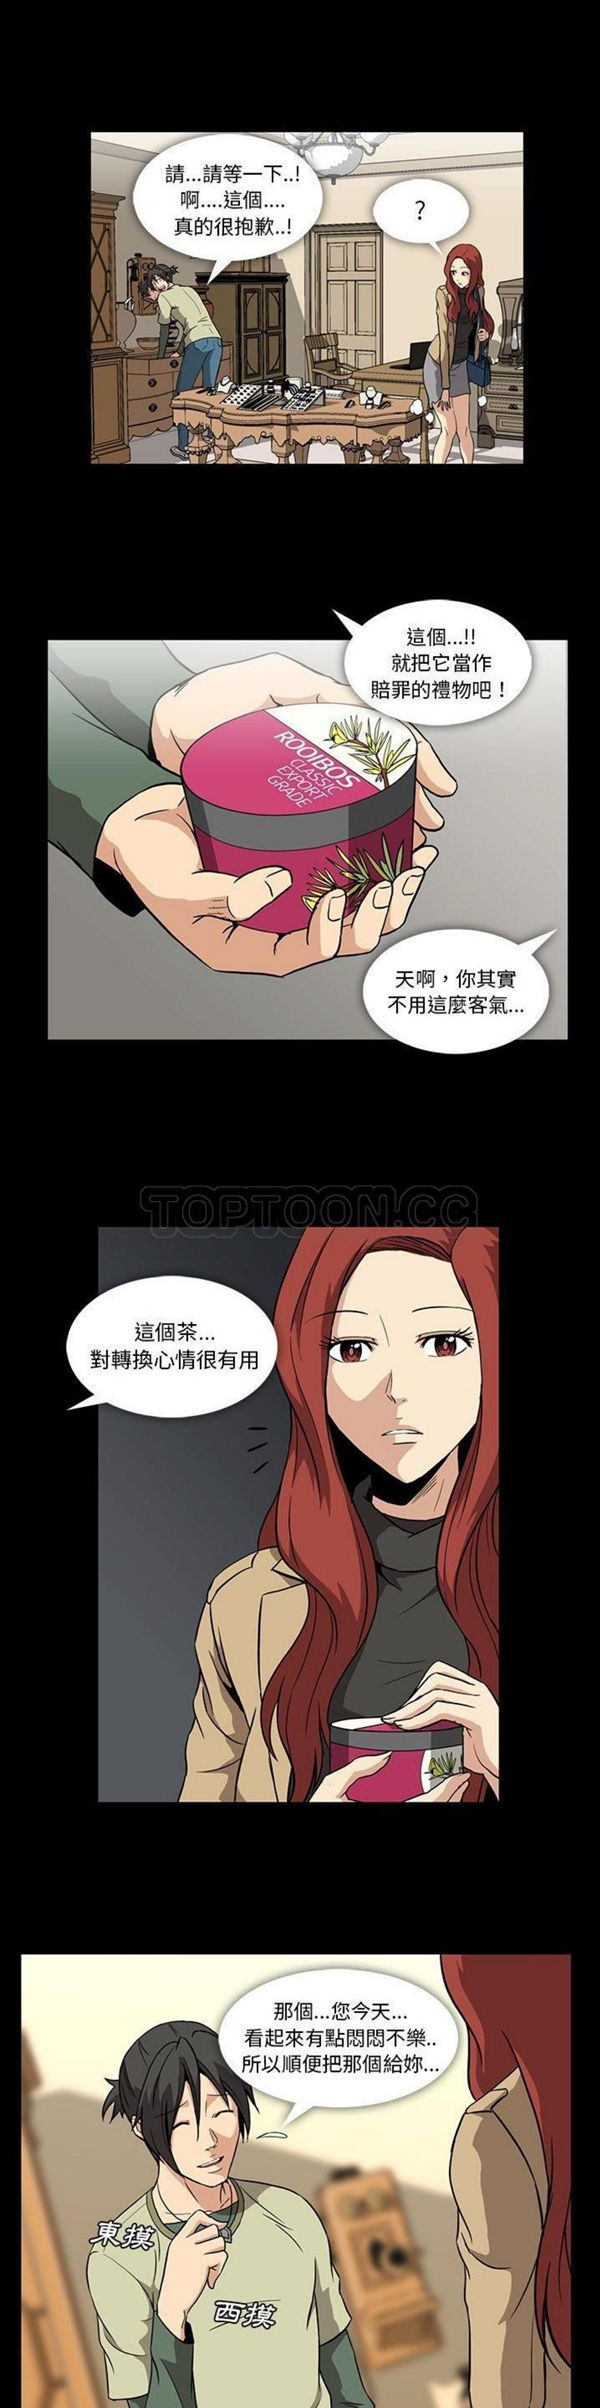 請...請等一下..!
啊....這個....
真的很抱歉..!
?
這個...!!
就把它當作
賠罪的禮物吧！
ROOIBOS
CLASSIC
EXPORT
GRADE
天啊，你其實
不用這麼客氣...
TOPTOON.CC
這個茶...
對轉換心情很有用
那個...您今天...
看起來有點悶悶不樂..
所以順便把那個給妳...
東摸
西摸